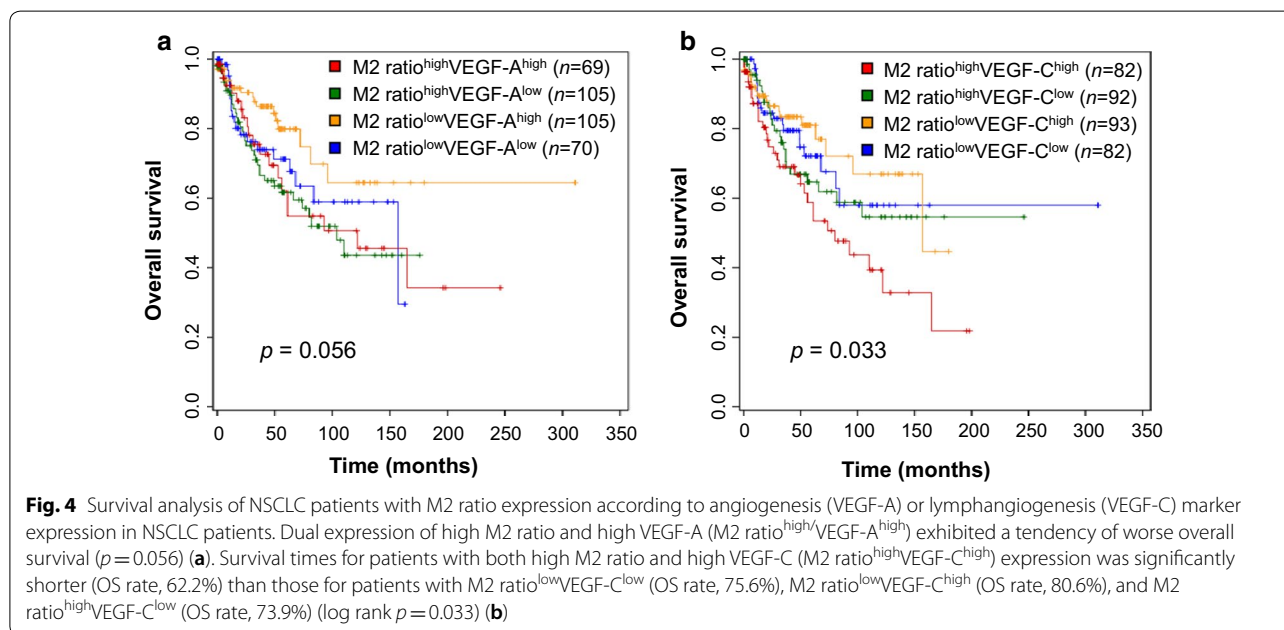 a
M2 ratiohighVEGF-Ahigh (n=69)
M2 ratiohighVEGF-Alow (n=105)
M2 ratiolowVEGF-Ahigh (n=105)
M2 ratiolowVEGF-Alow (n=70)
Overall survival
1.0
0.8
0.6
0.4
0.2
0.0
p = 0.056
0 50 100 150 200 250 300 350
Time (months)
b
M2 ratiohighVEGF-Chigh (n=82)
M2 ratiohighVEGF-Clow (n=92)
M2 ratiolowVEGF-Chigh (n=93)
M2 ratiolowVEGF-Clow (n=82)
Overall survival
1.0
0.8
0.6
0.4
0.2
0.0
p = 0.033
0 50 100 150 200 250 300 350
Time (months)
Fig. 4 Survival analysis of NSCLC patients with M2 ratio expression according to angiogenesis (VEGF-A) or lymphangiogenesis (VEGF-C) marker
expression in NSCLC patients. Dual expression of high M2 ratio and high VEGF-A (M2 ratiohigh/VEGF-Ahigh) exhibited a tendency of worse overall
survival (p = 0.056) (a). Survival times for patients with both high M2 ratio and high VEGF-C (M2 ratiohighVEGF-Chigh) expression was significantly
shorter (OS rate, 62.2%) than those for patients with M2 ratiolowVEGF-Clow (OS rate, 75.6%), M2 ratiolowVEGF-Chigh (OS rate, 80.6%), and M2
ratiohighVEGF-Clow (OS rate, 73.9%) (log rank p = 0.033) (b)